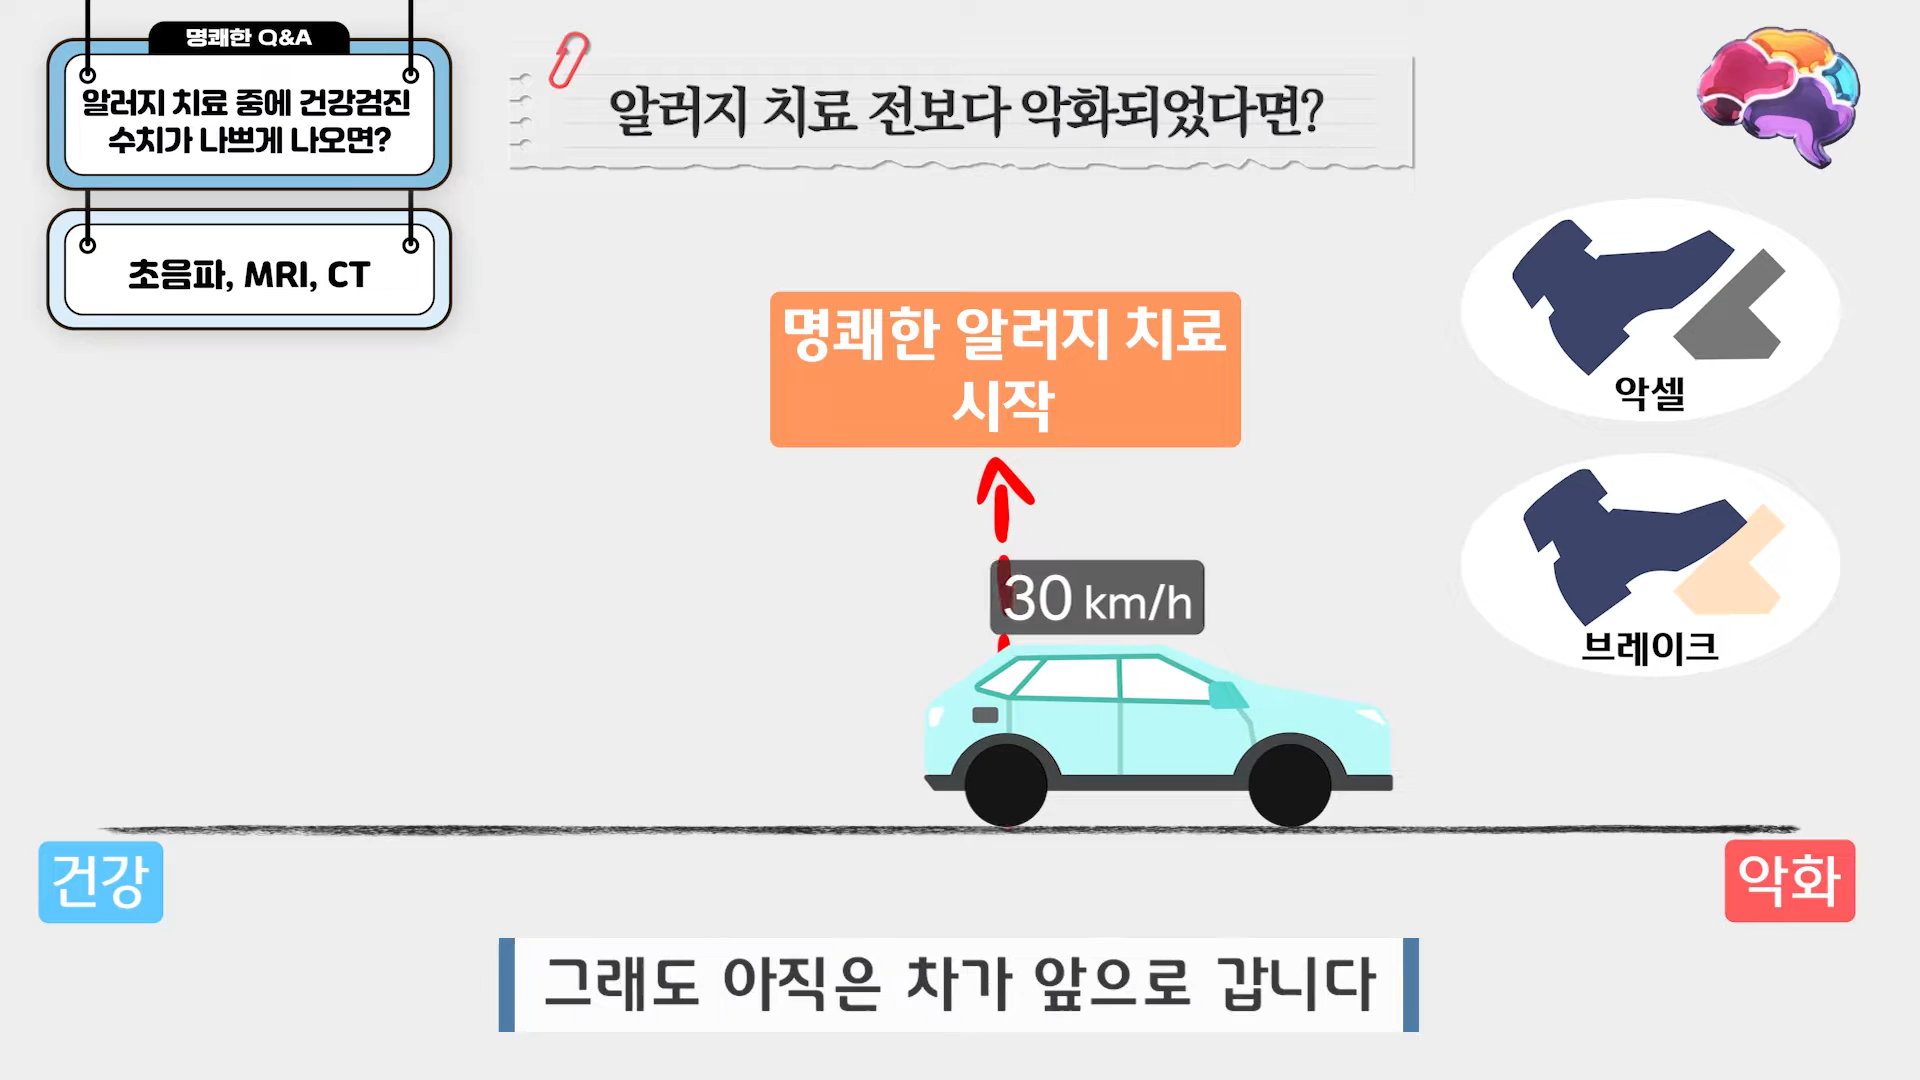 명쾌한 Q&A
알러지 치료 중에 건강검진
수치가 나쁘게 나오면?
초음파, MRI, CT
알러지 치료 전보다 악화되었다면?
명쾌한 알러지 치료
시작
악셀
30 km/h
브레이크
건강
악화
그래도 아직은 차가 앞으로 갑니다